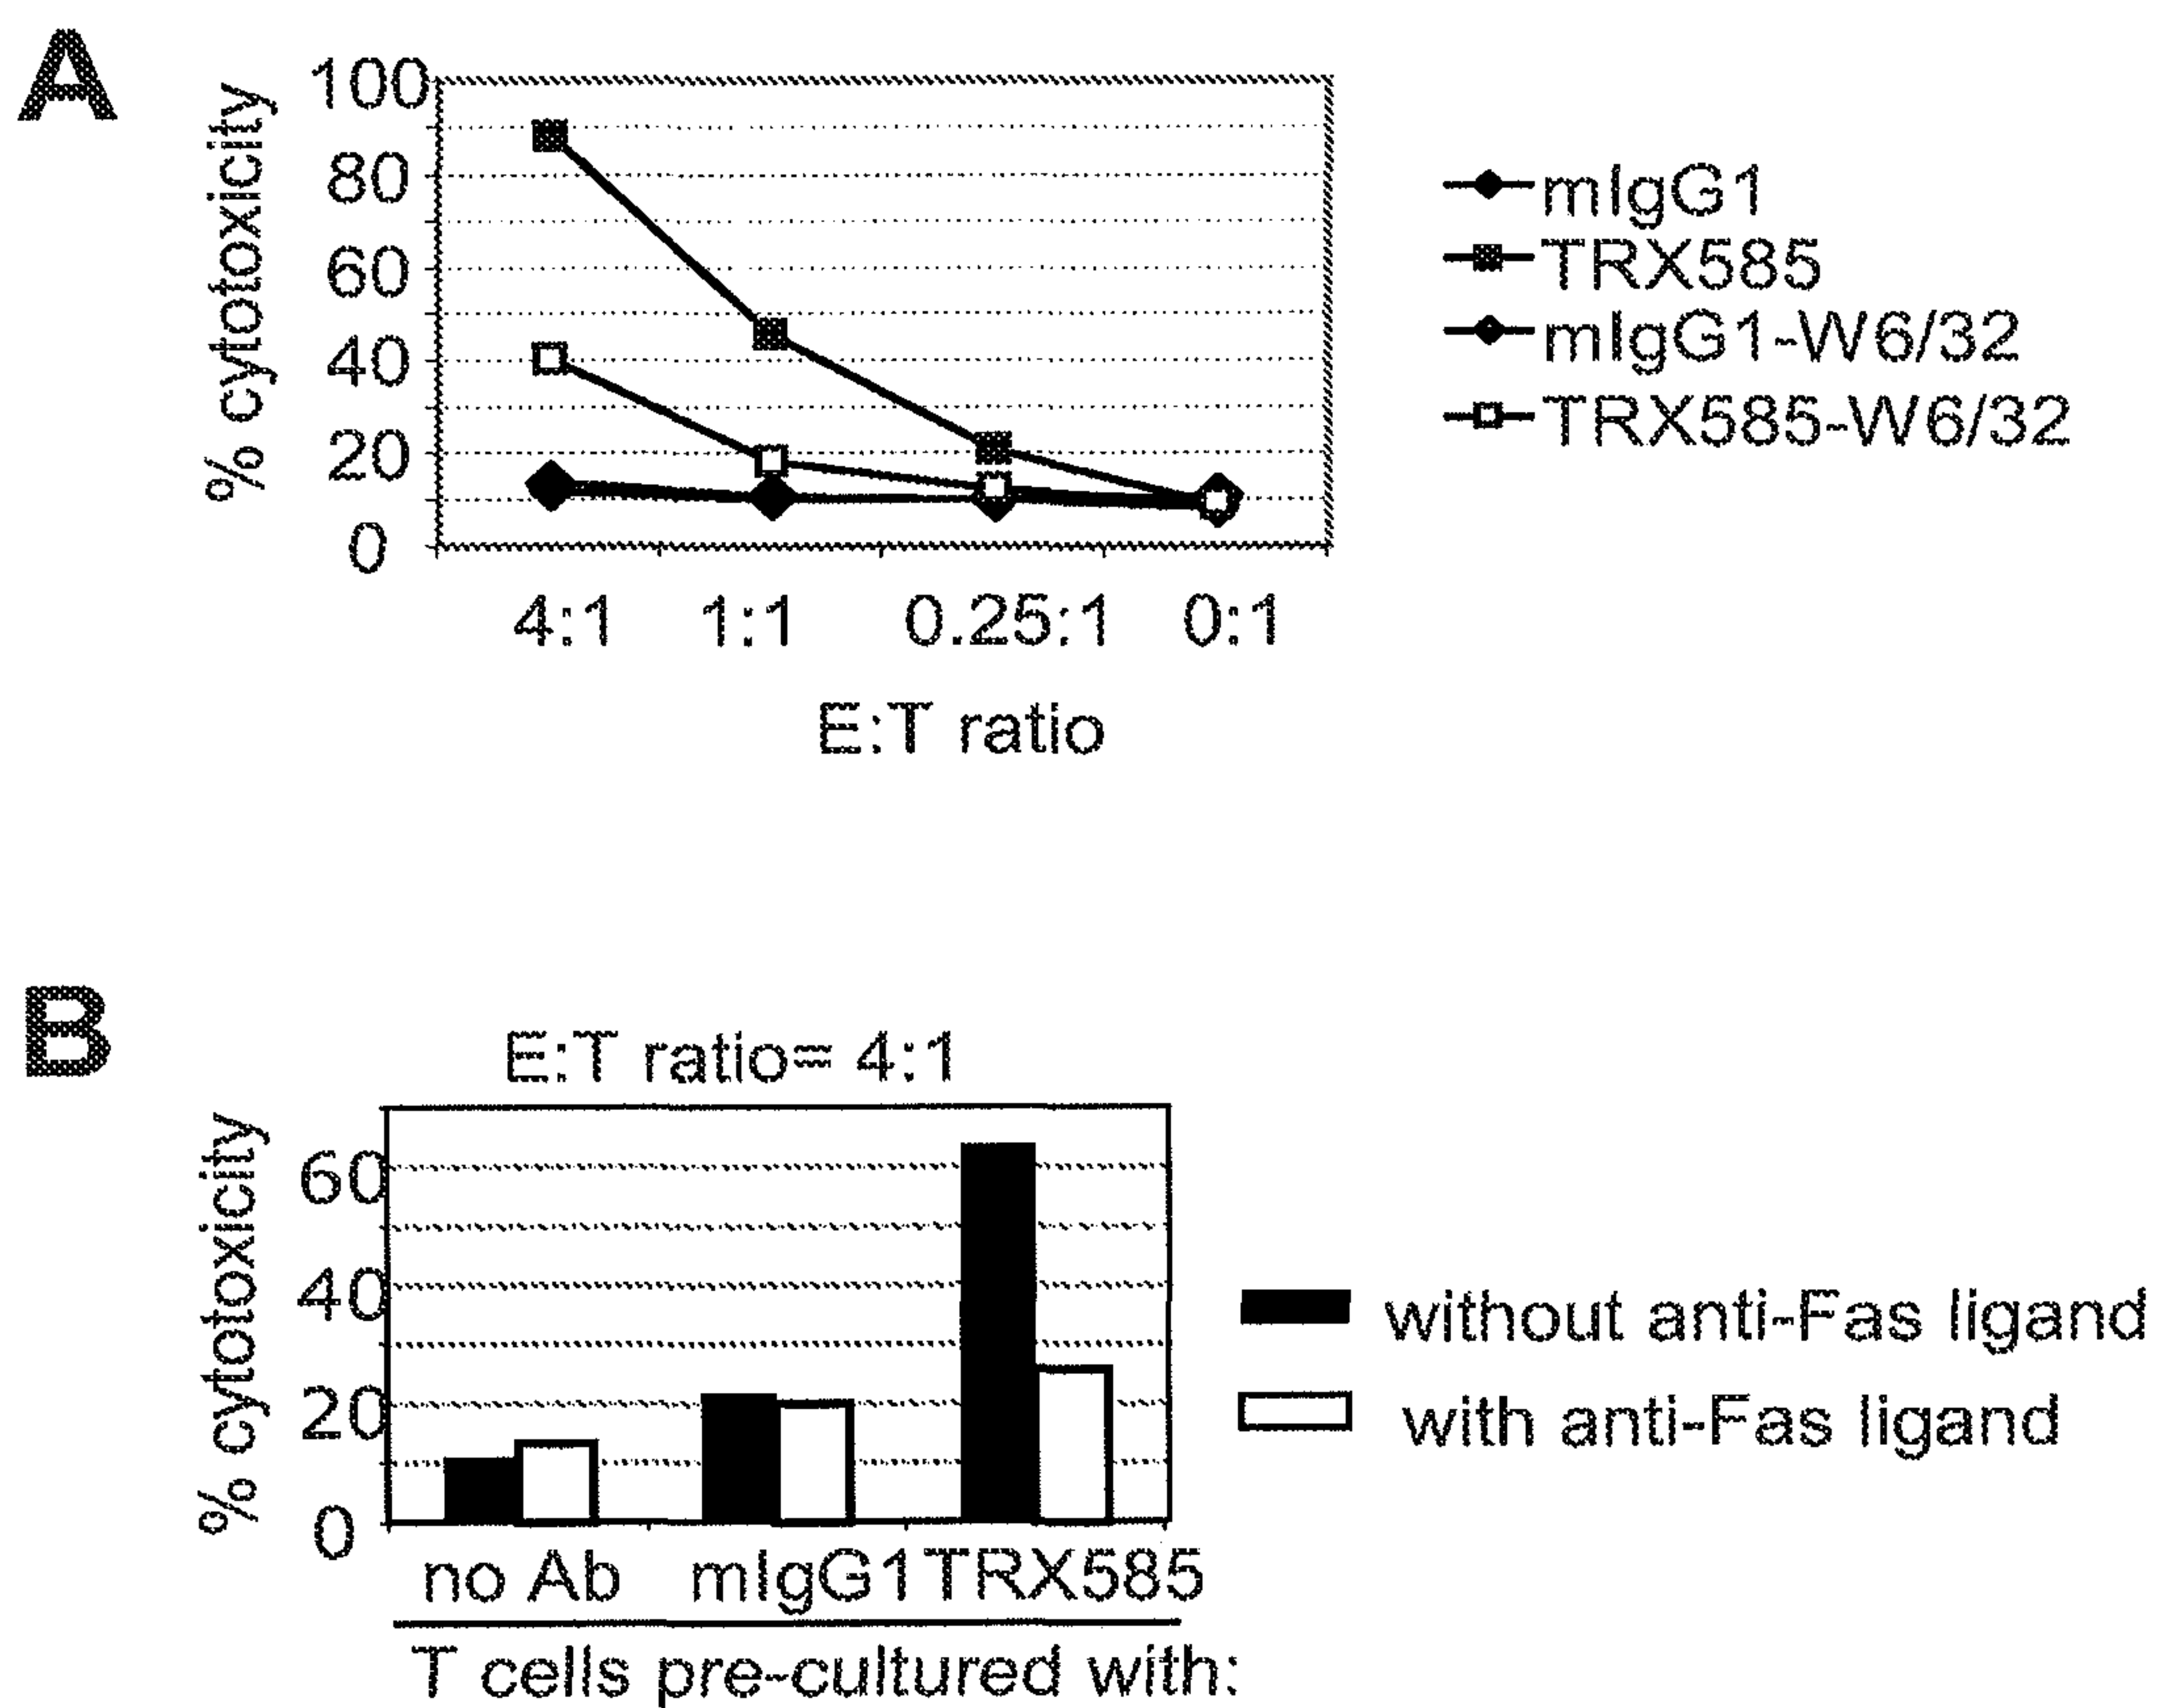 A
% cytotoxicity
100
80
60
40
20
0
4:1 1:1 0.25:1 0:1
E:T ratio
mIgG1
TRX585
mIgG1-W6/32
TRX585-W6/32
B
E:T ratio= 4:1
% cytotoxicity
60
40
20
0
no Ab mIgG1 TRX585
T cells pre-cultured with:
without anti-Fas ligand
with anti-Fas ligand